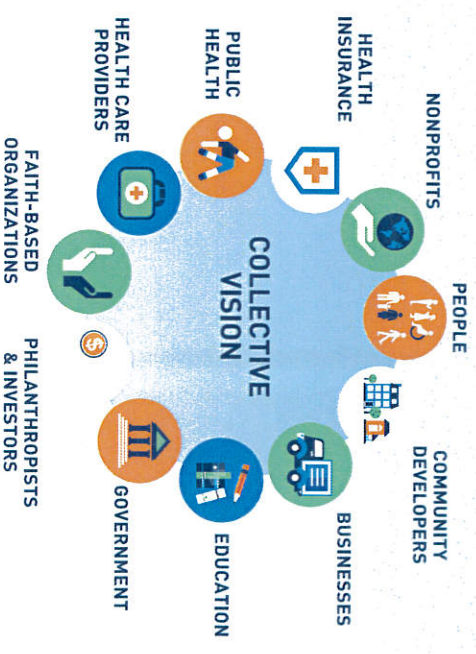 PEOPLE
NONPROFITS
COMMUNITY
DEVELOPERS
HEALTH
INSURANCE
BUSINESSES
COLLECTIVE
VISION
PUBLIC
HEALTH
EDUCATION
HEALTH CARE
PROVIDERS
GOVERNMENT
FAITH-BASED
ORGANIZATIONS
PHILANTHROPISTS
& INVESTORS
$